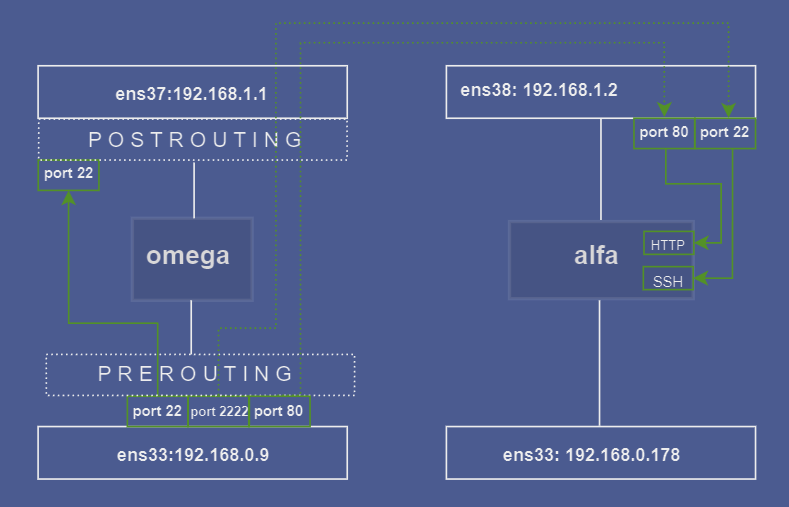 ens37:192.168.1.1
POSTROUTING
port 22
omega
PREROUTING
port 22
port 2222
port 80
ens33:192.168.0.9
ens38: 192.168.1.2
port 80
port 22
alfa
HTTP
SSH
ens33: 192.168.0.178